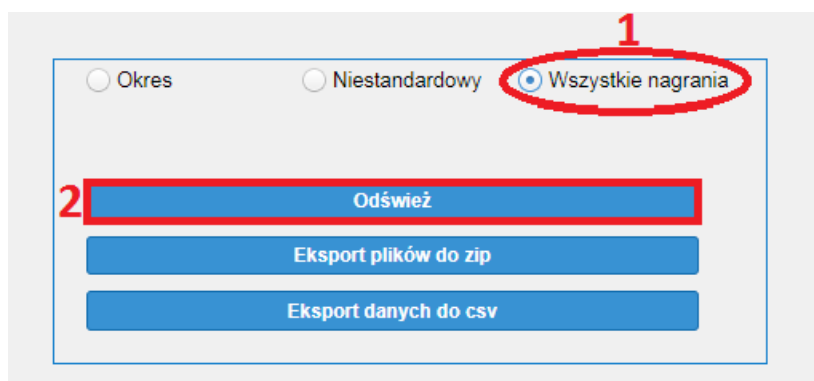 1
Okres Niestandardowy Wszystkie nagrania
2 Odśwież
Eksport plików do zip
Eksport danych do csv